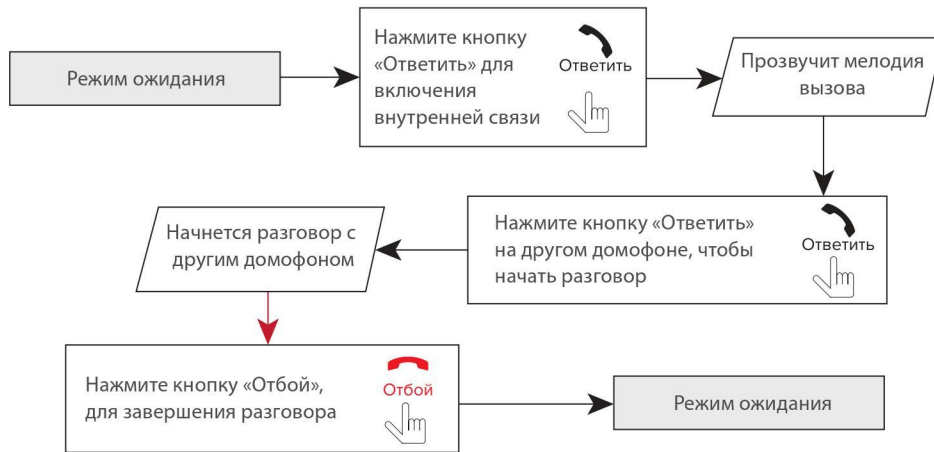 Режим ожидания
Нажмите кнопку
«Ответить» для
включения
внутренней связи
Ответить
Прозвучит мелодия
вызова
Нажмите кнопку «Ответить»
на другом домофоне, чтобы
начать разговор
Ответить
Начнется разговор с
другим домофоном
Нажмите кнопку «Отбой»,
для завершения разговора
Отбой
Режим ожидания